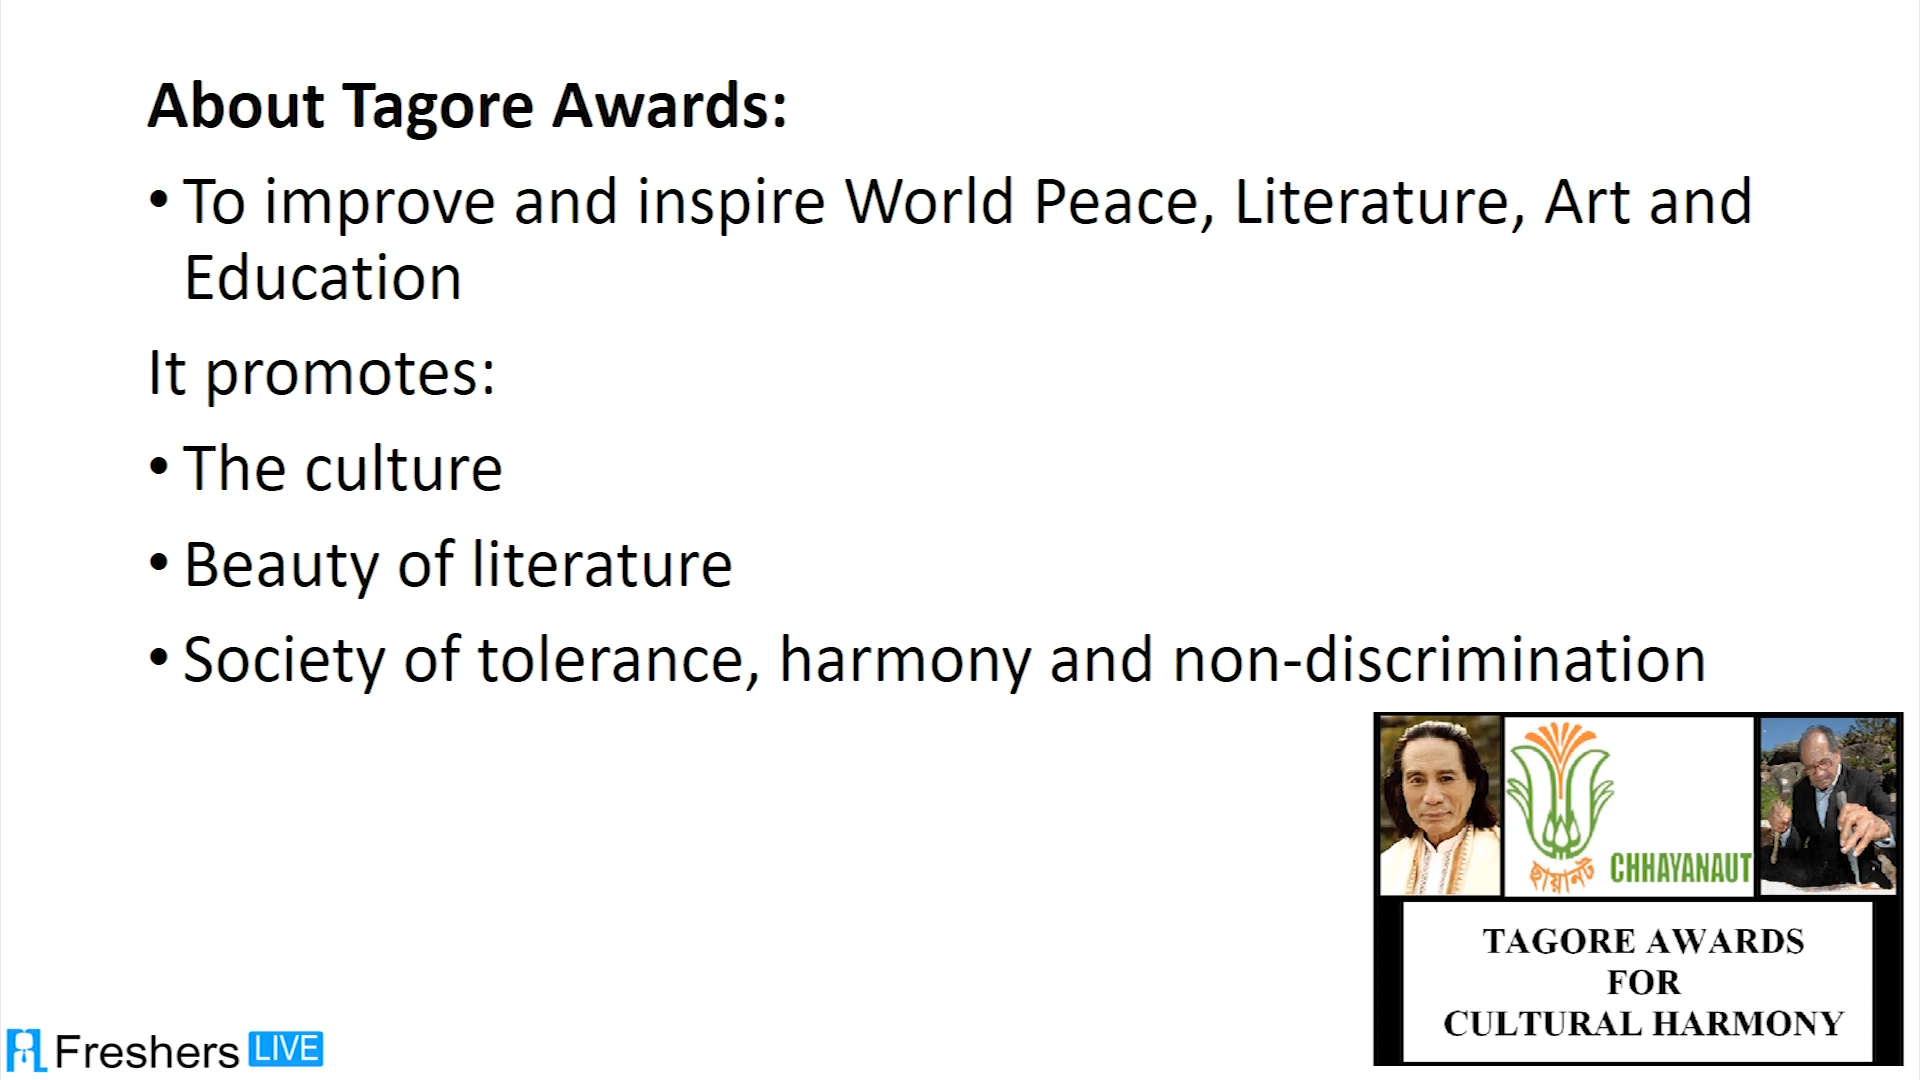 About Tagore Awards:
• To improve and inspire World Peace, Literature, Art and
Education
It promotes:
• The culture
• Beauty of literature
• Society of tolerance, harmony and non-discrimination
ছায়ানট
CHHAYANAUT
TAGORE AWARDS
FOR
CULTURAL HARMONY
Freshers LIVE